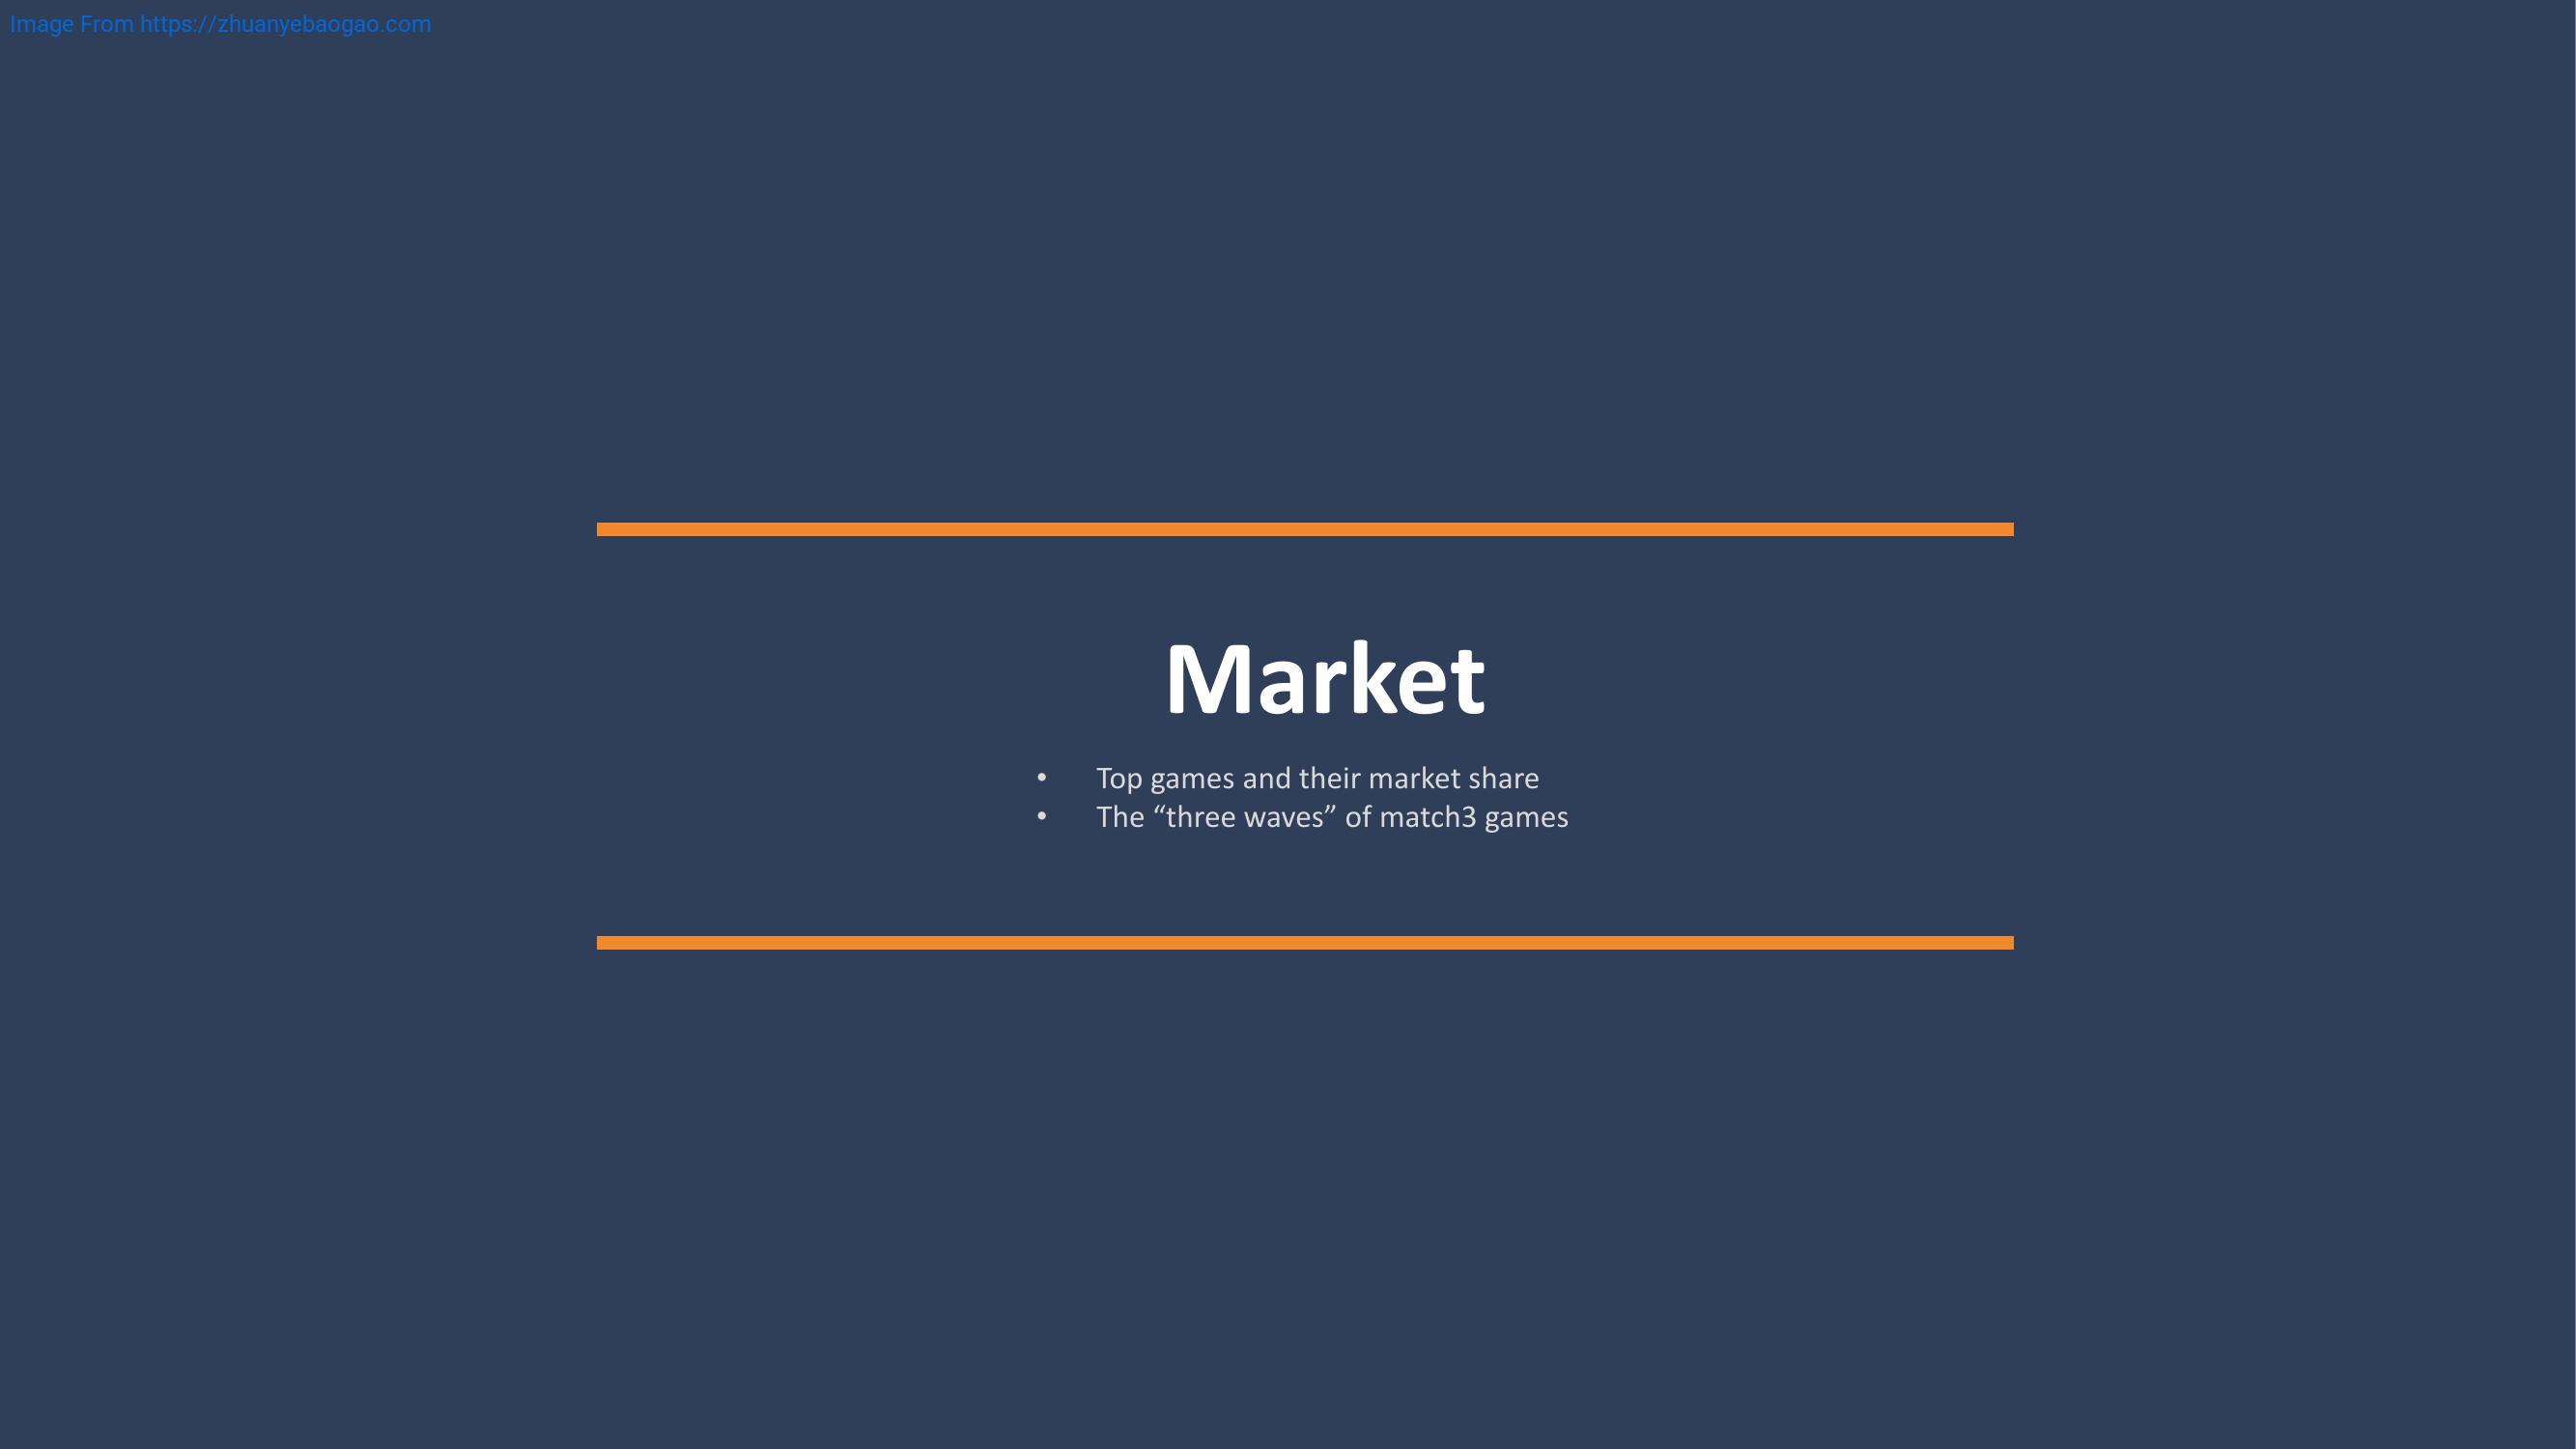 Image From https://zhuanyebaogao.com
Market
• Top games and their market share
• The “three waves” of match3 games